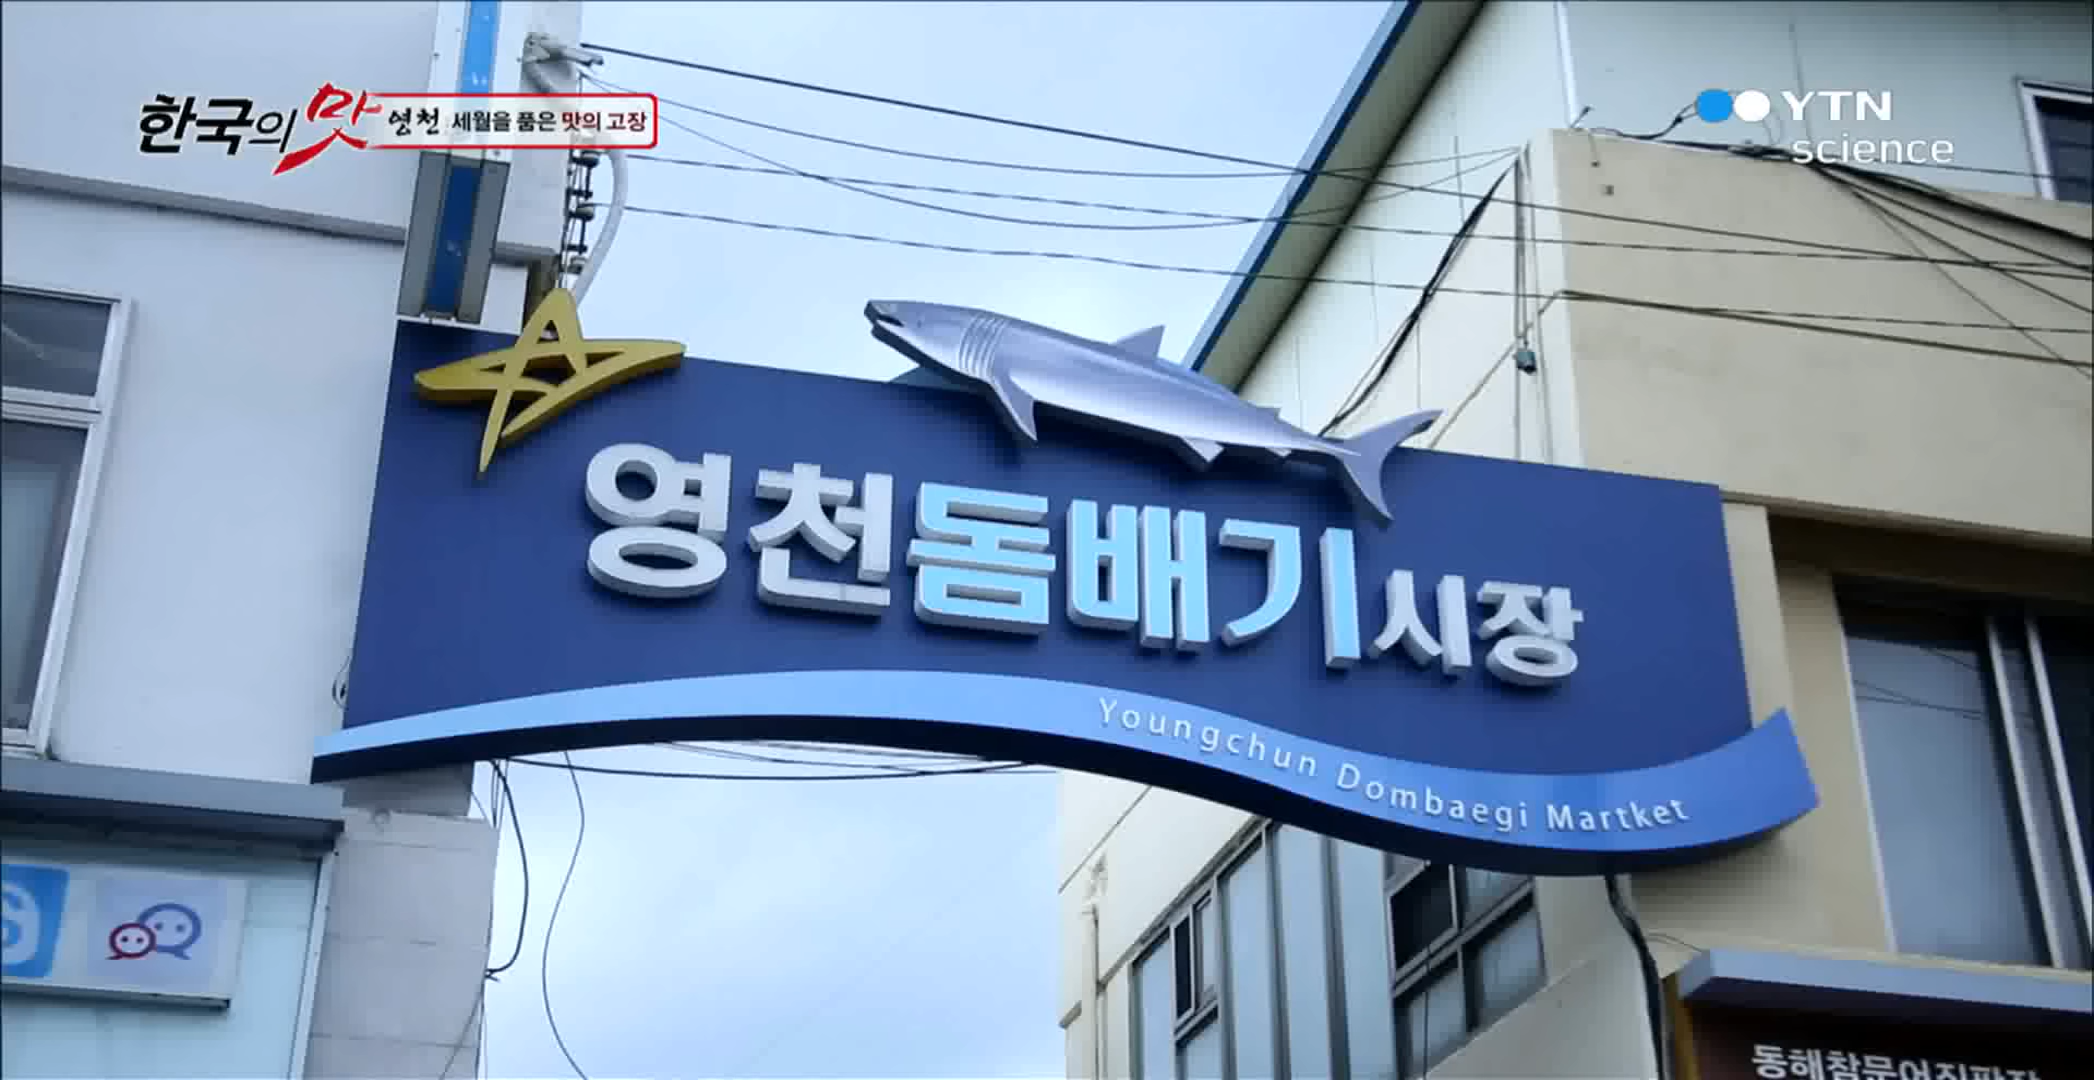 한국의 맛 영천 세월을 품은 맛의 고장
YTN
science
영천돔배기시장
Youngchun Dombaegi Martket